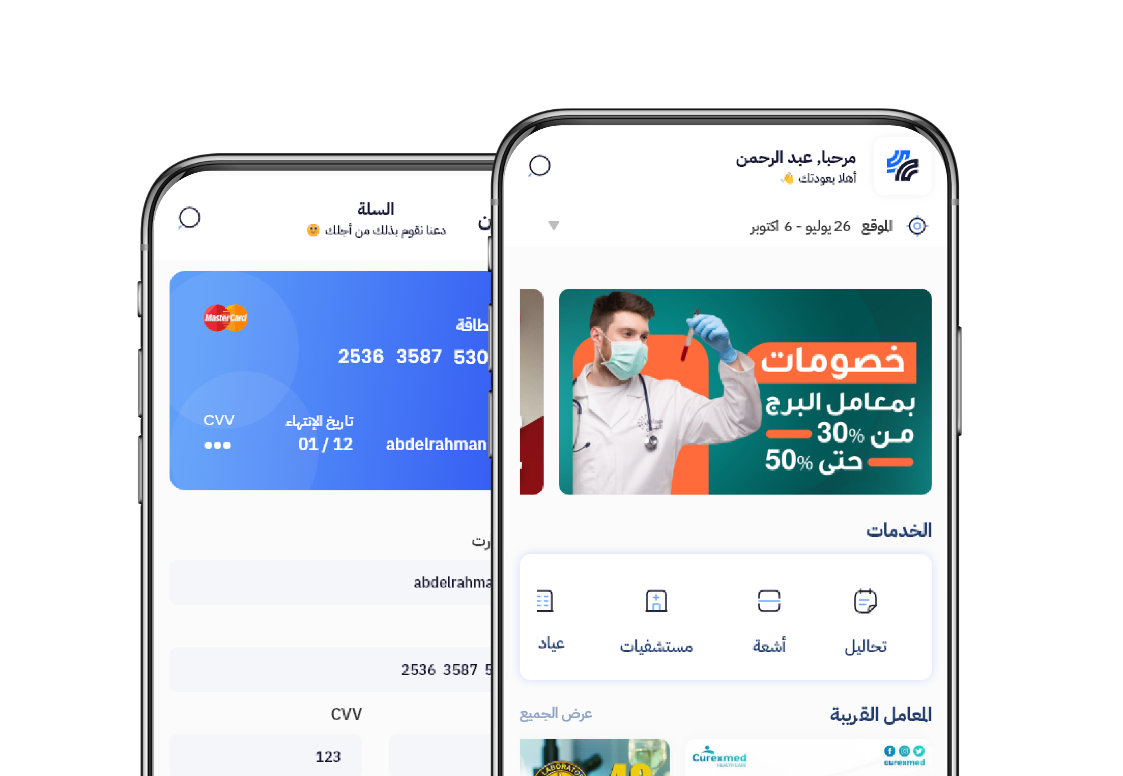 مرحبا, عبد الرحمن
أهلا بعودتك 👋
الموقع 26 يوليو - 6 اكتوبر
خصومات
بمعامل البرج
من 30%
حتى 50%
الخدمات
تحاليل
أشعة
مستشفيات
عياد
المعامل القريبة
عرض الجميع
Curexmed
HEALTHCARE
curexmed
LABORATOR
السلة
دعنا نقوم بذلك من أجلك
MasterCard
طاقة
2536 3587 530
تاريخ الإنتهاء
CVV
abdelrahman
01 / 12
رت
abdelrahma
2536 3587 5
CVV
123